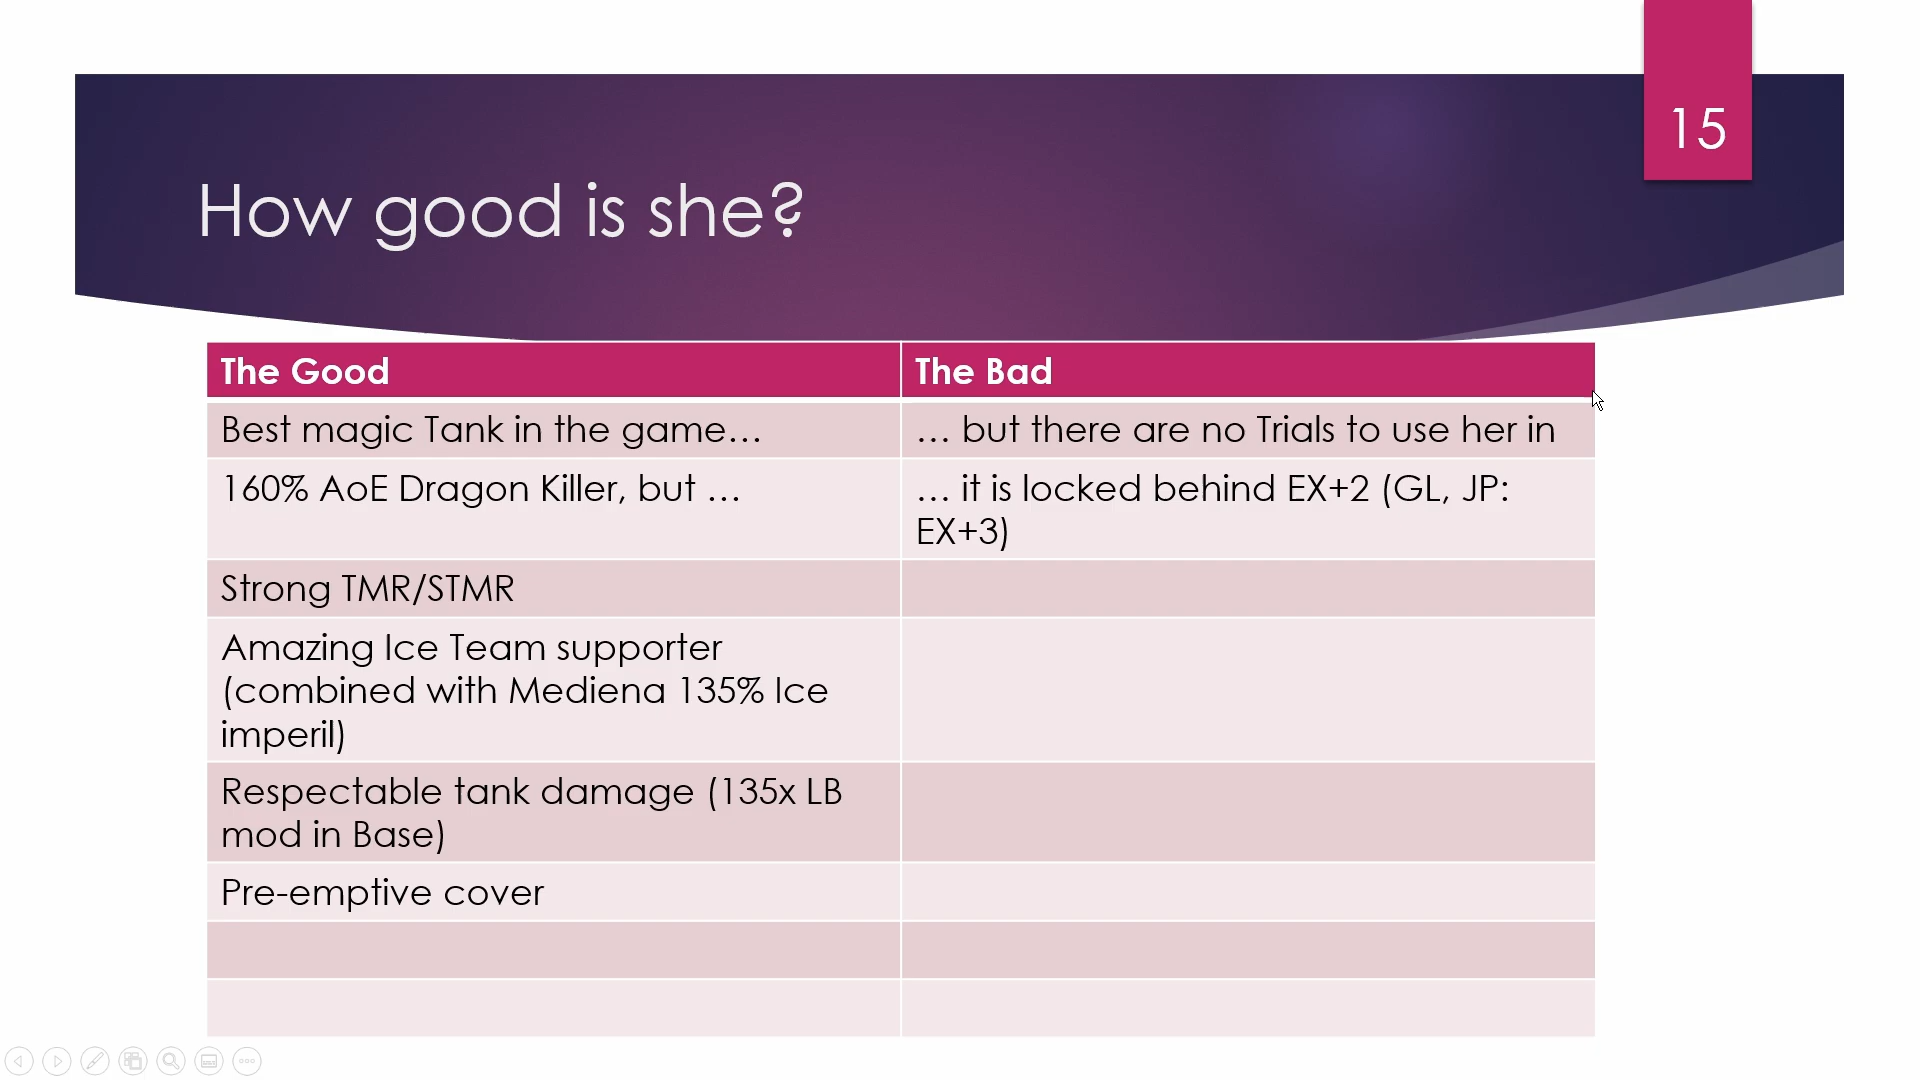 15
How good is she?
The Good
The Bad
Best magic Tank in the game…
… but there are no Trials to use her in
160% AoE Dragon Killer, but …
… it is locked behind EX+2 (GL, JP:
EX+3)
Strong TMR/STMR
Amazing Ice Team supporter
(combined with Mediena 135% Ice
imperil)
Respectable tank damage (135x LB
mod in Base)
Pre-emptive cover